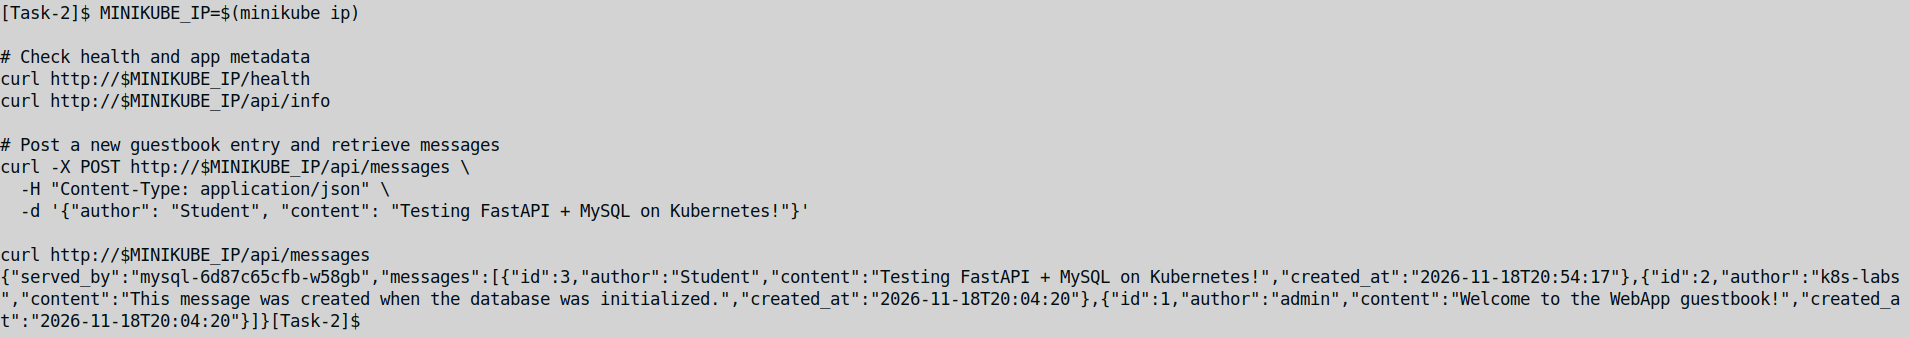 [Task-2]$ MINIKUBE_IP=$(minikube ip)
# Check health and app metadata
curl http://$MINIKUBE_IP/health
curl http://$MINIKUBE_IP/api/info
# Post a new guestbook entry and retrieve messages
curl -X POST http://$MINIKUBE_IP/api/messages \
  -H "Content-Type: application/json" \
  -d '{"author": "Student", "content": "Testing FastAPI + MySQL on Kubernetes!"}'
curl http://$MINIKUBE_IP/api/messages
{"served_by":"mysql-6d87c65cfb-w58gb","messages":[{"id":3,"author":"Student","content":"Testing FastAPI + MySQL on Kubernetes!","created_at":"2026-11-18T20:54:17"},{"id":2,"author":"k8s-labs
","content":"This message was created when the database was initialized.","created_at":"2026-11-18T20:04:20"},{"id":1,"author":"admin","content":"Welcome to the WebApp guestbook!","created_a
t":"2026-11-18T20:04:20"}]}[Task-2]$